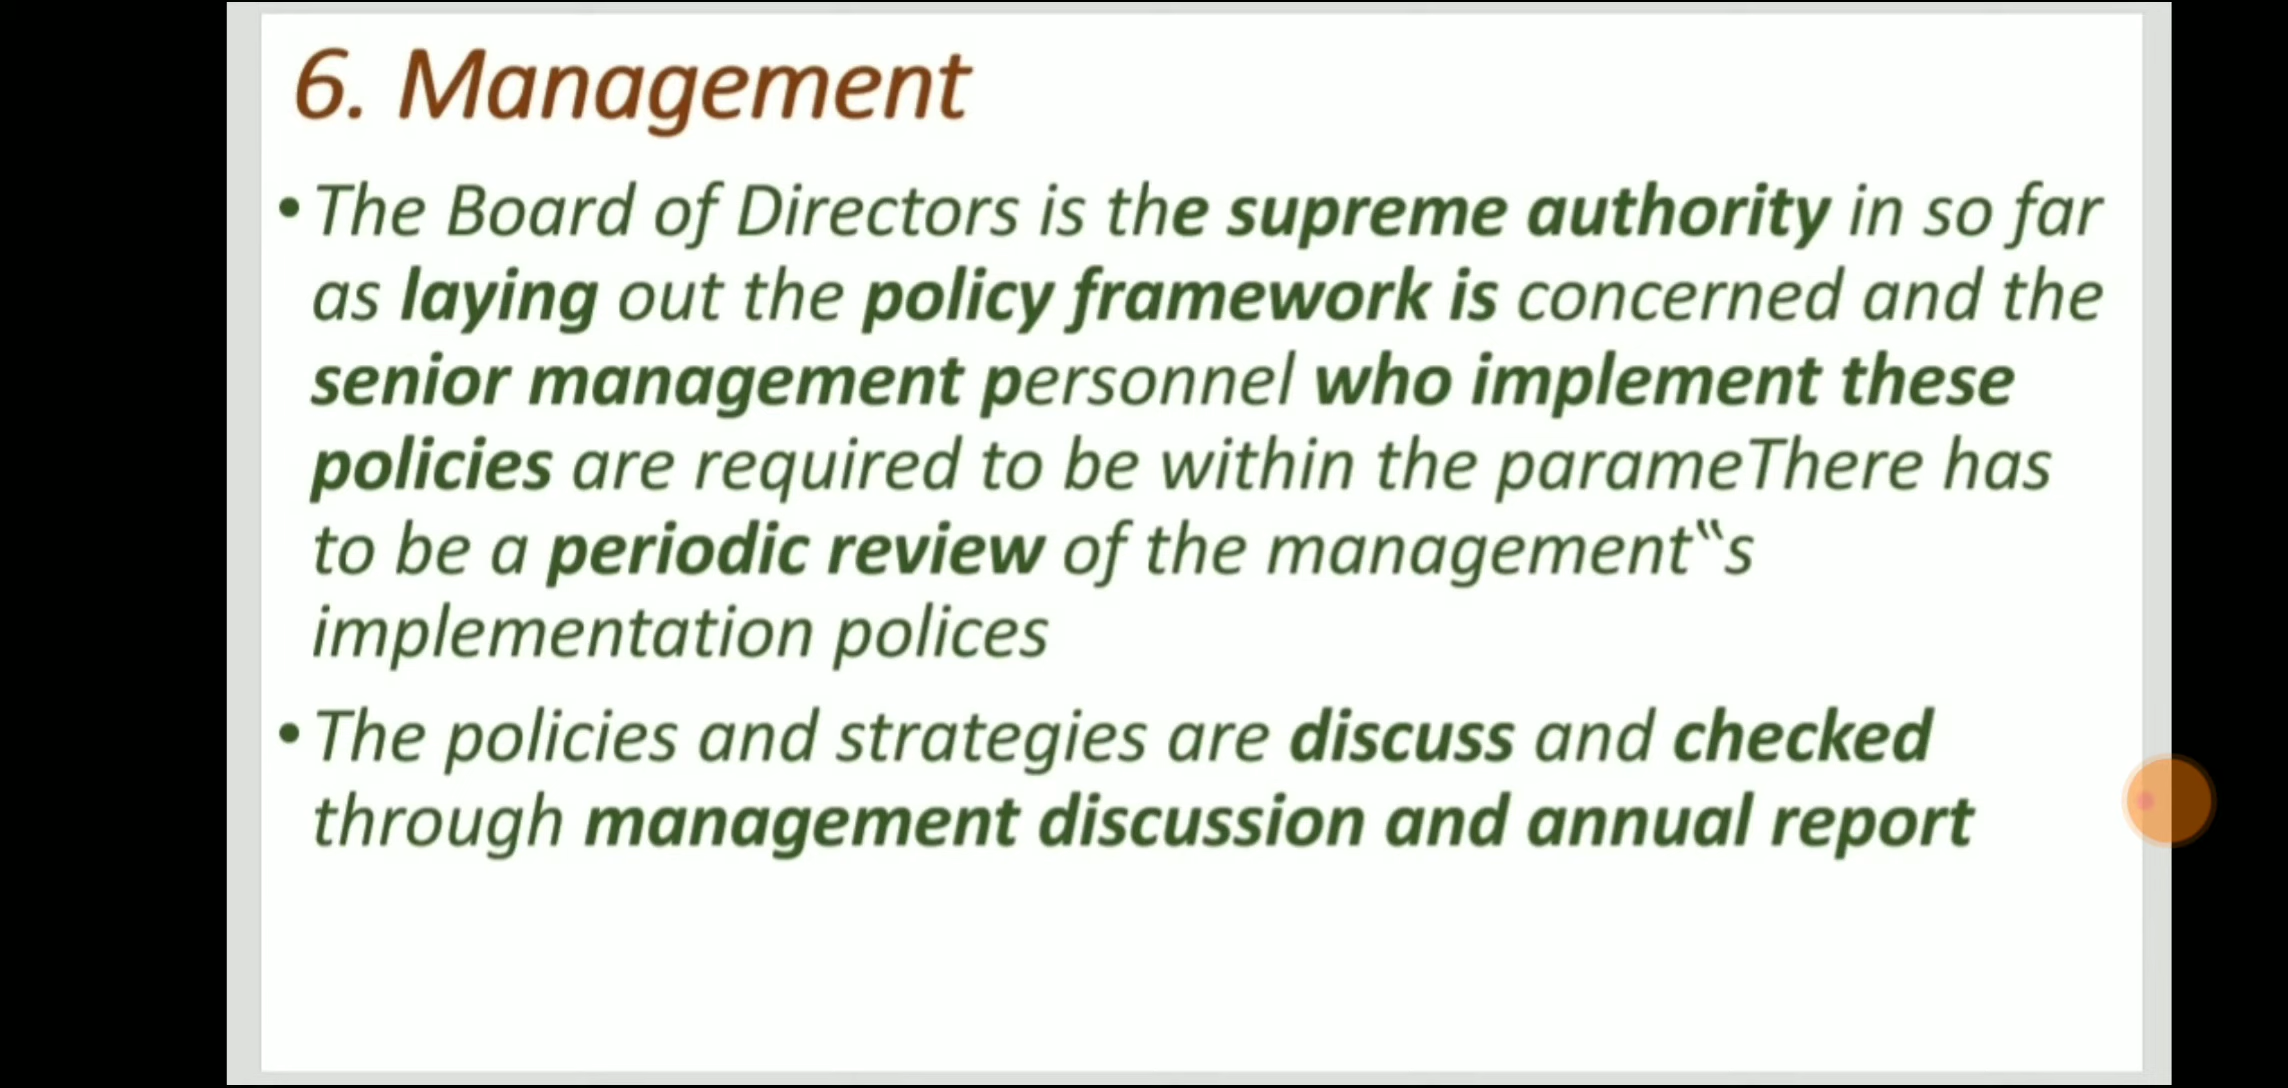 6. Management
• The Board of Directors is the supreme authority in so far
as laying out the policy framework is concerned and the
senior management personnel who implement these
policies are required to be within the parameThere has
to be a periodic review of the management‟s
implementation polices
• The policies and strategies are discuss and checked
through management discussion and annual report